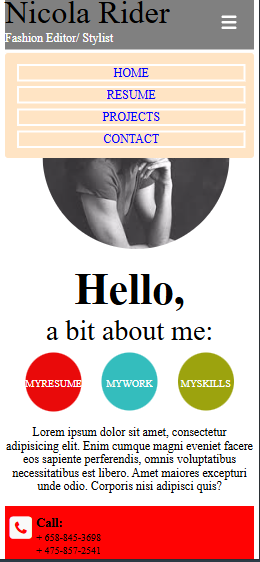 Nicola Rider
Fashion Editor/ Stylist
HOME
RESUME
PROJECTS
CONTACT
Hello,
a bit about me:
MYRESUME MYWORK MYSKILLS
Lorem ipsum dolor sit amet, consectetur
adipisicing elit. Enim cumque magni eveniet facere
eos sapiente perferendis, omnis voluptatibus
necessitatibus est libero. Amet maiores excepturi
unde odio. Corporis nisi adipisci quis?
Call:
+ 658-845-3698
+ 475-857-2541